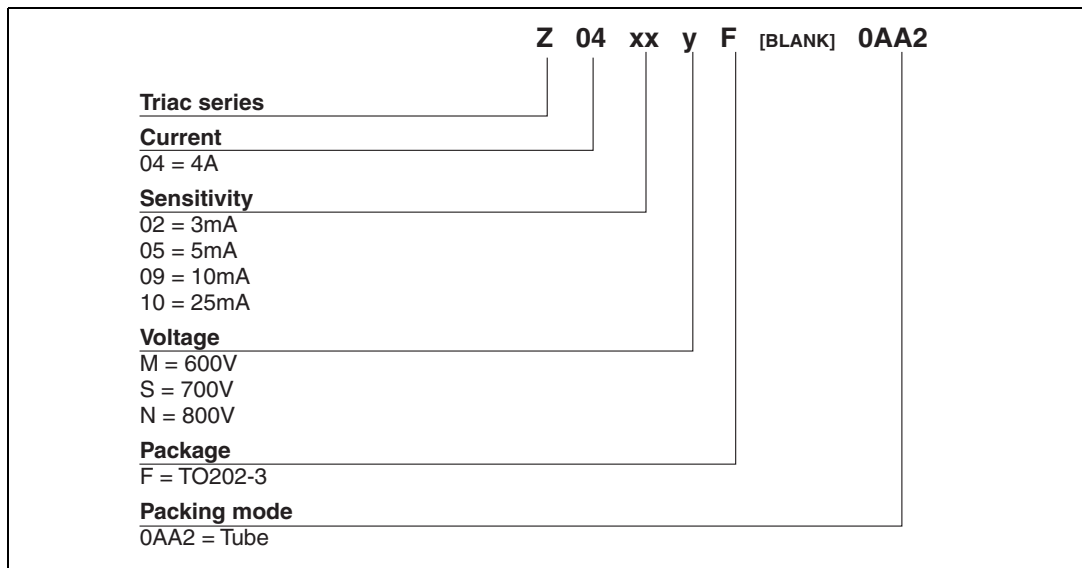 Z 04 xx y F [BLANK] 0AA2
Triac series
Current
04 = 4A
Sensitivity
02 = 3mA
05 = 5mA
09 = 10mA
10 = 25mA
Voltage
M = 600V
S = 700V
N = 800V
Package
F = TO202-3
Packing mode
0AA2 = Tube